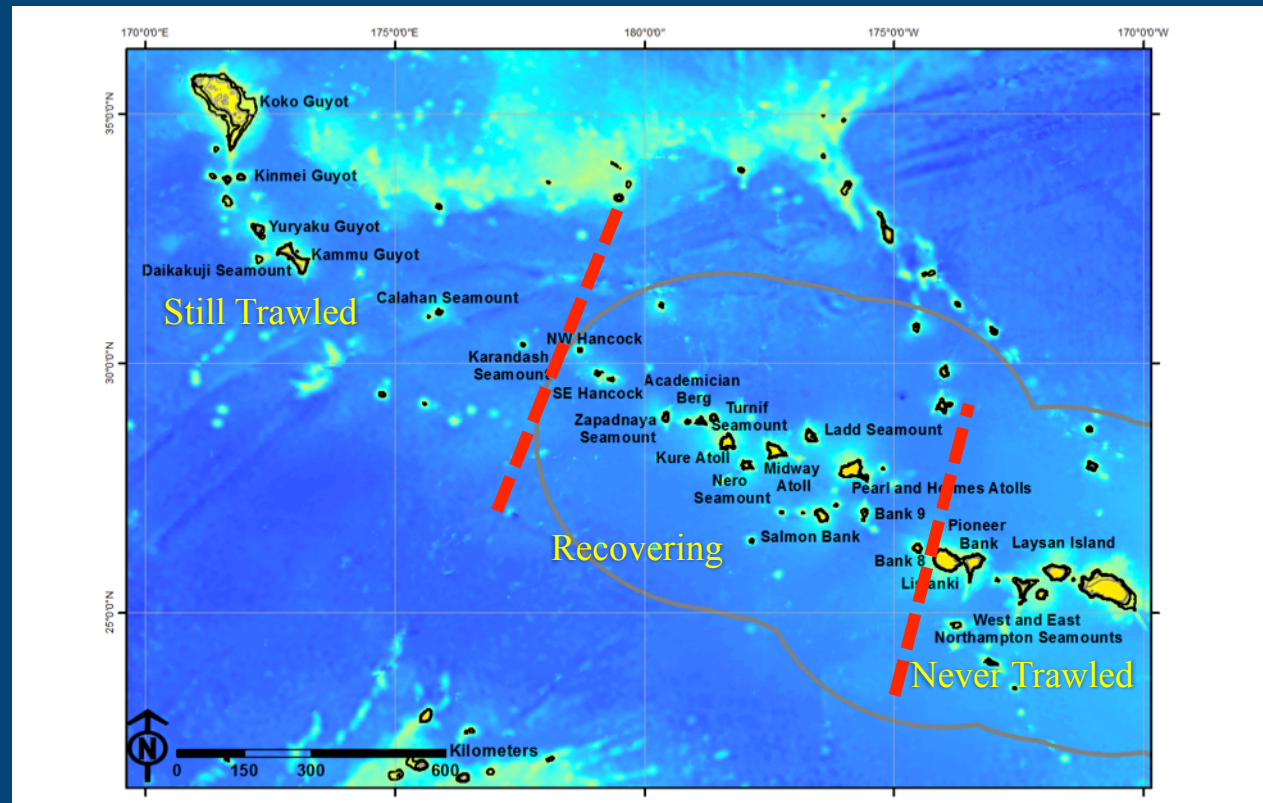 170°0'0"E
175°0'0"E
180°0'0"
175°0'0"W
170°0'0"W
35°0'0"N
30°0'0"N
25°0'0"N
Koko Guyot
Kinmei Guyot
Yuryaku Guyot
Kammu Guyot
Daikakuji Seamount
Still Trawled
Calahan Seamount
NW Hancock
Karandash
Seamount
SE Hancock
Academician
Berg
Turnif
Seamount
Zapadnaya
Seamount
Ladd Seamount
Kure Atoll
Midway
Atoll
Nero
Seamount
Pearl and Hermes Atolls
Bank 9
Salmon Bank
Pioneer
Bank
Laysan Island
Recovering
Bank 8
Lisianki
West and East
Northampton Seamounts
Never Trawled
N
Kilometers
0 150 300 600